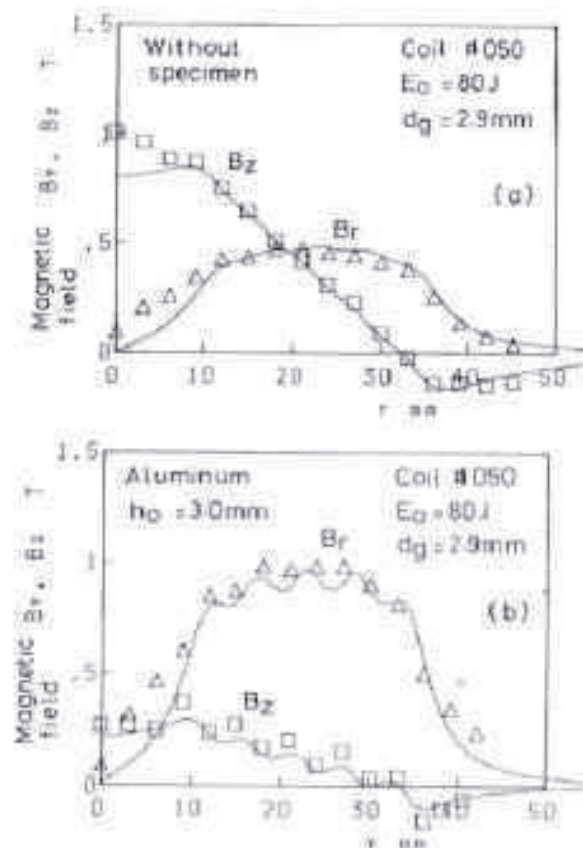 1.5
Without
specimen
Coil #050
E₀ = 80J
dg = 2.9mm
Magnetic Br, Bz T
field
1
.5
0
Bz
Br
(a)
0 10 20 30 40 50
r mm
1.5
Aluminum
h₀ = 3.0mm
Coil #050
E₀ = 80J
dg = 2.9mm
Magnetic Br, Bz T
field
1
.5
0
Br
Bz
(b)
0 10 20 30